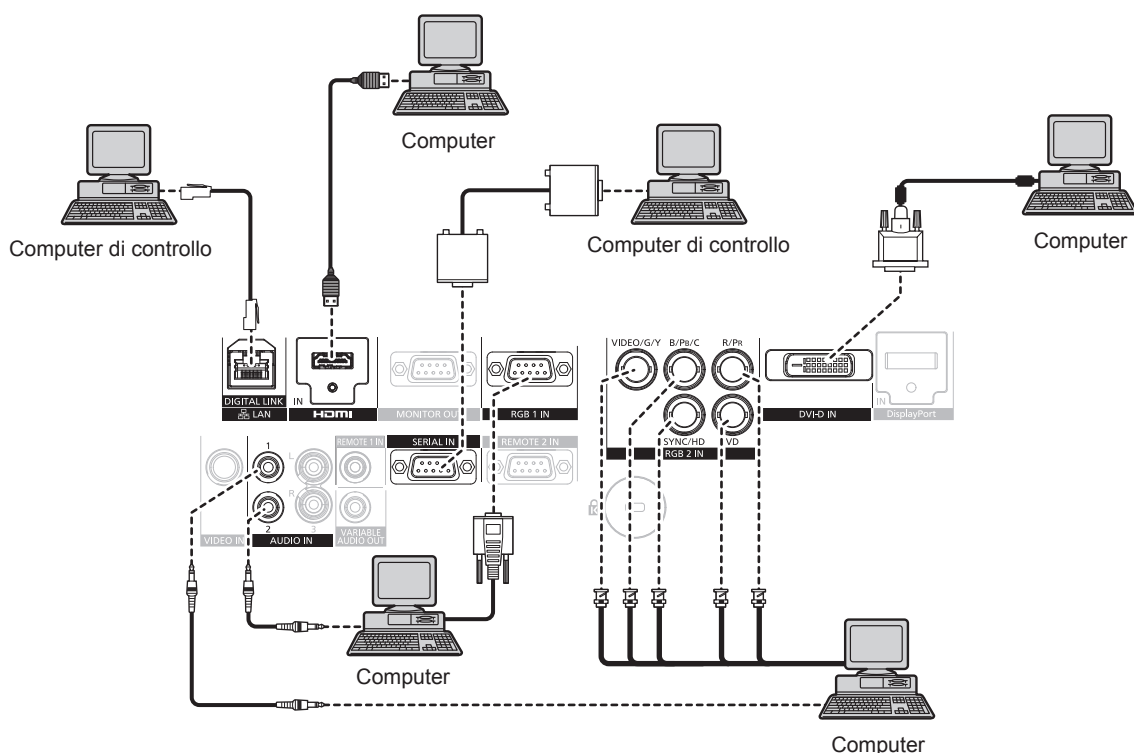 Computer
Computer di controllo
Computer di controllo
Computer
VIDEO/G/Y B/PB/C R/PR
DIGITAL LINK
LAN
IN
HDMI
MONITOR OUT
RGB 1 IN
SYNC/HD VD
RGB 2 IN
DVI-D IN
IN
DisplayPort
1
L
REMOTE 1 IN
SERIAL IN
REMOTE 2 IN
R
2
3
VIDEO IN
AUDIO IN
VARIABLE
AUDIO OUT
Computer
Computer